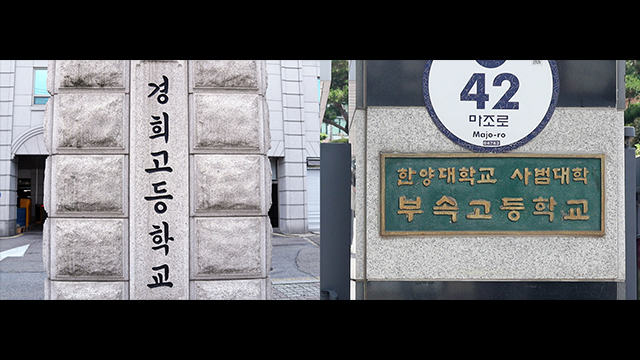 경희고등학교
42
마조로
Majo-ro
04763
한양대학교 사범대학
부속고등학교